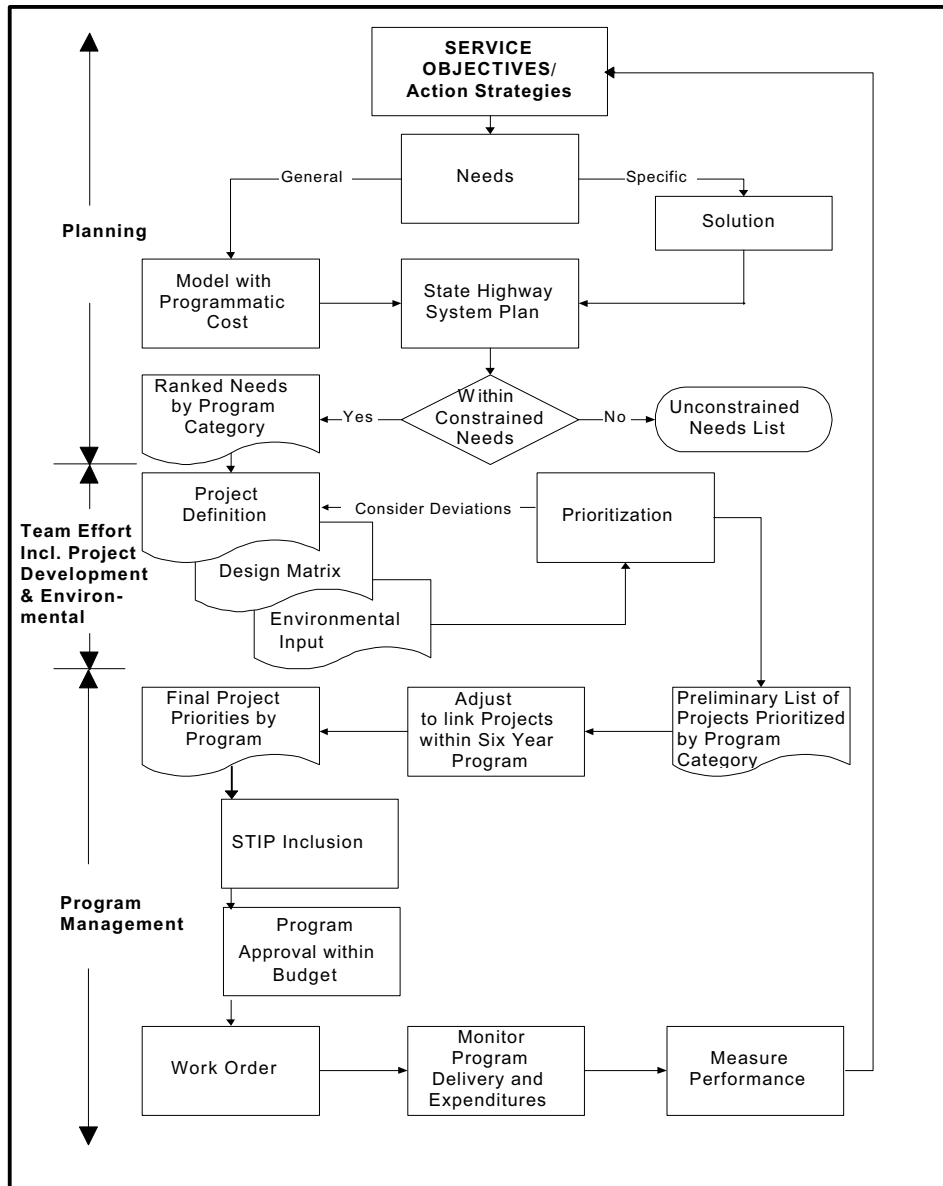 SERVICE
OBJECTIVES/
Action Strategies
General
Needs
Specific
Solution
Planning
Model with
Programmatic
Cost
State Highway
System Plan
Ranked Needs
by Program
Category
Yes
Within
Constrained
Needs
No
Unconstrained
Needs List
Team Effort
Incl. Project
Development
& Environ-
mental
Project
Definition
Consider Deviations
Prioritization
Design Matrix
Environmental
Input
Final Project
Priorities by
Program
Adjust
to link Projects
within Six Year
Program
Preliminary List of
Projects Prioritized
by Program
Category
STIP Inclusion
Program
Management
Program
Approval within
Budget
Work Order
Monitor
Program
Delivery and
Expenditures
Measure
Performance